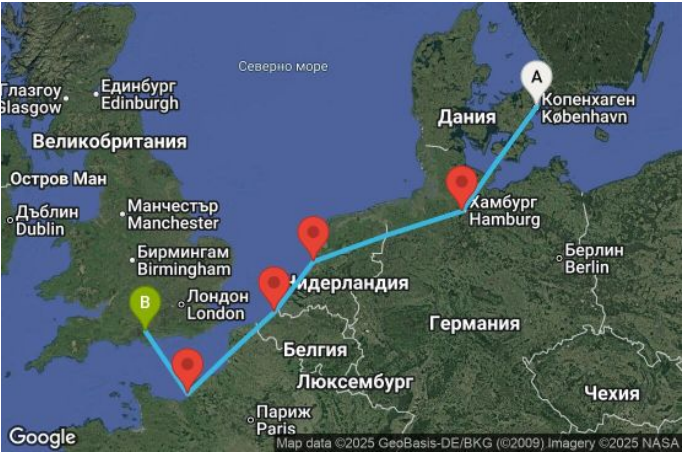 Северно море
A
Глазгоу
Glasgow
Единбург
Edinburgh
Копенхаген
København
Дания
Великобритания
Остров Ман
Хамбург
Hamburg
Дъблин
Dublin
Манчестър
Manchester
Бирмингам
Birmingham
Берлин
Berlin
Нидерландия
B
Лондон
London
Германия
Белгия
Люксембург
Чехия
Париж
Paris
Google
Map data ©2025 GeoBasis-DE/BKG (©2009) Imagery ©2025 NASA